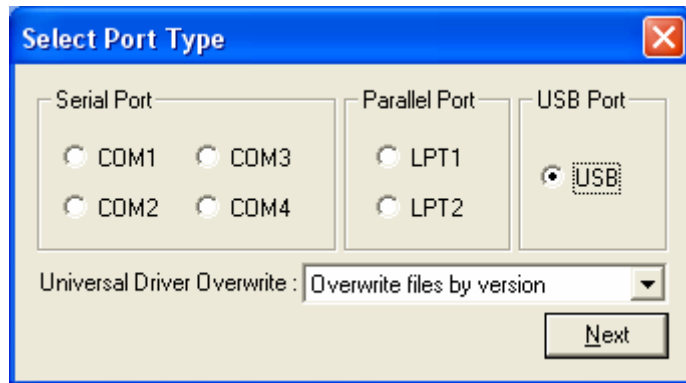 Select Port Type
Serial Port
Parallel Port
USB Port
COM1
COM3
LPT1
USB
COM2
COM4
LPT2
Universal Driver Overwrite :
Overwrite files by version
Next